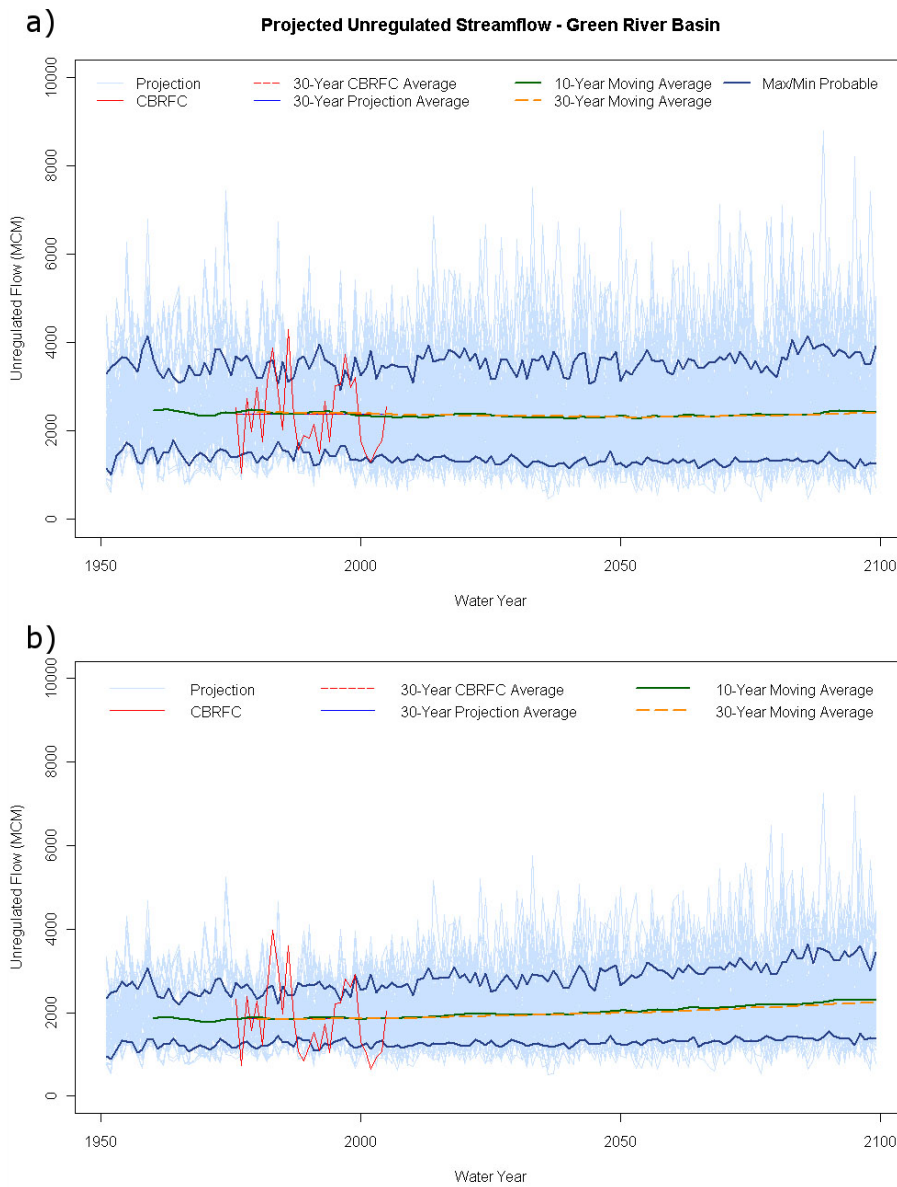 a)
Projected Unregulated Streamflow - Green River Basin
Projection 30-Year CBRFC Average 10-Year Moving Average Max/Min Probable
CBRFC 30-Year Projection Average 30-Year Moving Average
Unregulated Flow (MCM)
10000
8000
6000
4000
2000
0
1950 2000 2050 2100
Water Year
b)
Projection 30-Year CBRFC Average 10-Year Moving Average
CBRFC 30-Year Projection Average 30-Year Moving Average
Unregulated Flow (MCM)
10000
8000
6000
4000
2000
0
1950 2000 2050 2100
Water Year